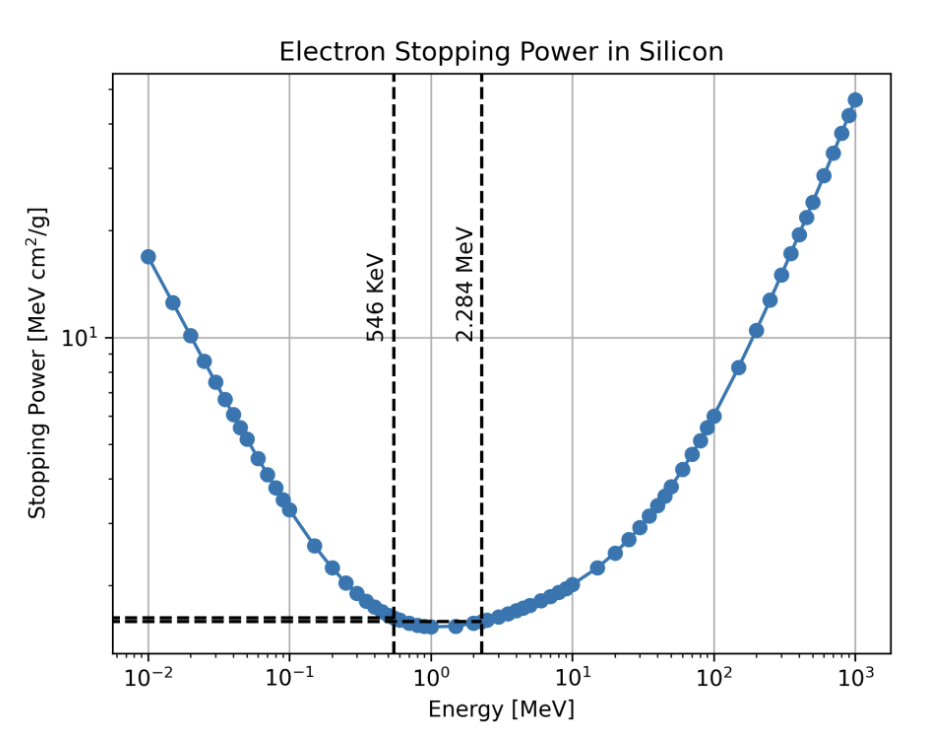 Electron Stopping Power in Silicon
Stopping Power [MeV cm²/g]
10¹
546 KeV
2.284 MeV
10⁻² 10⁻¹ 10⁰ 10¹ 10² 10³
Energy [MeV]